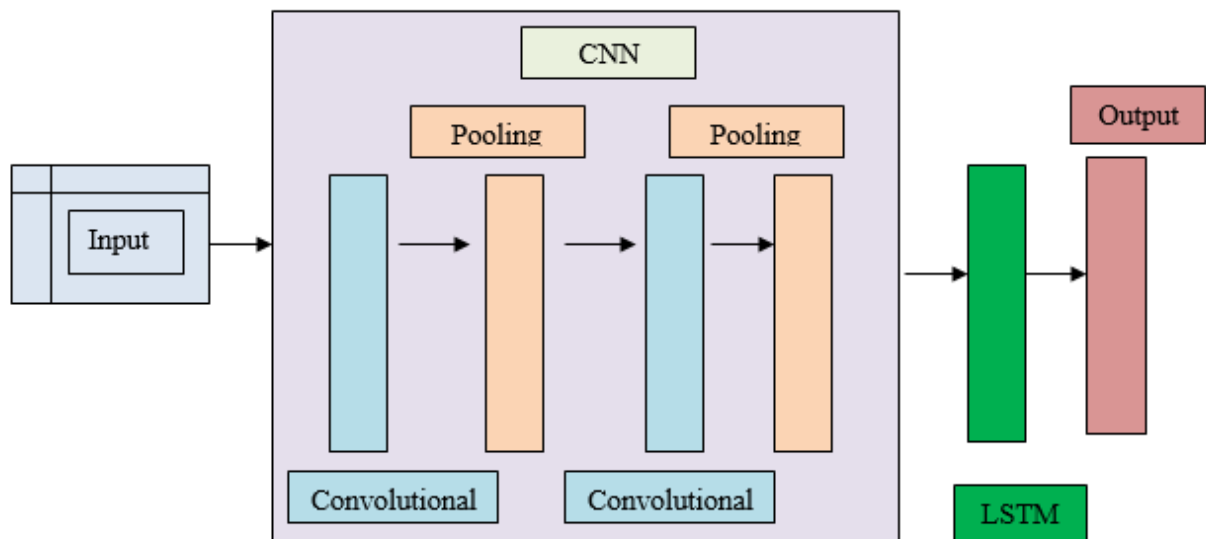 CNN
Pooling
Pooling
Output
Input
Convolutional
Convolutional
LSTM